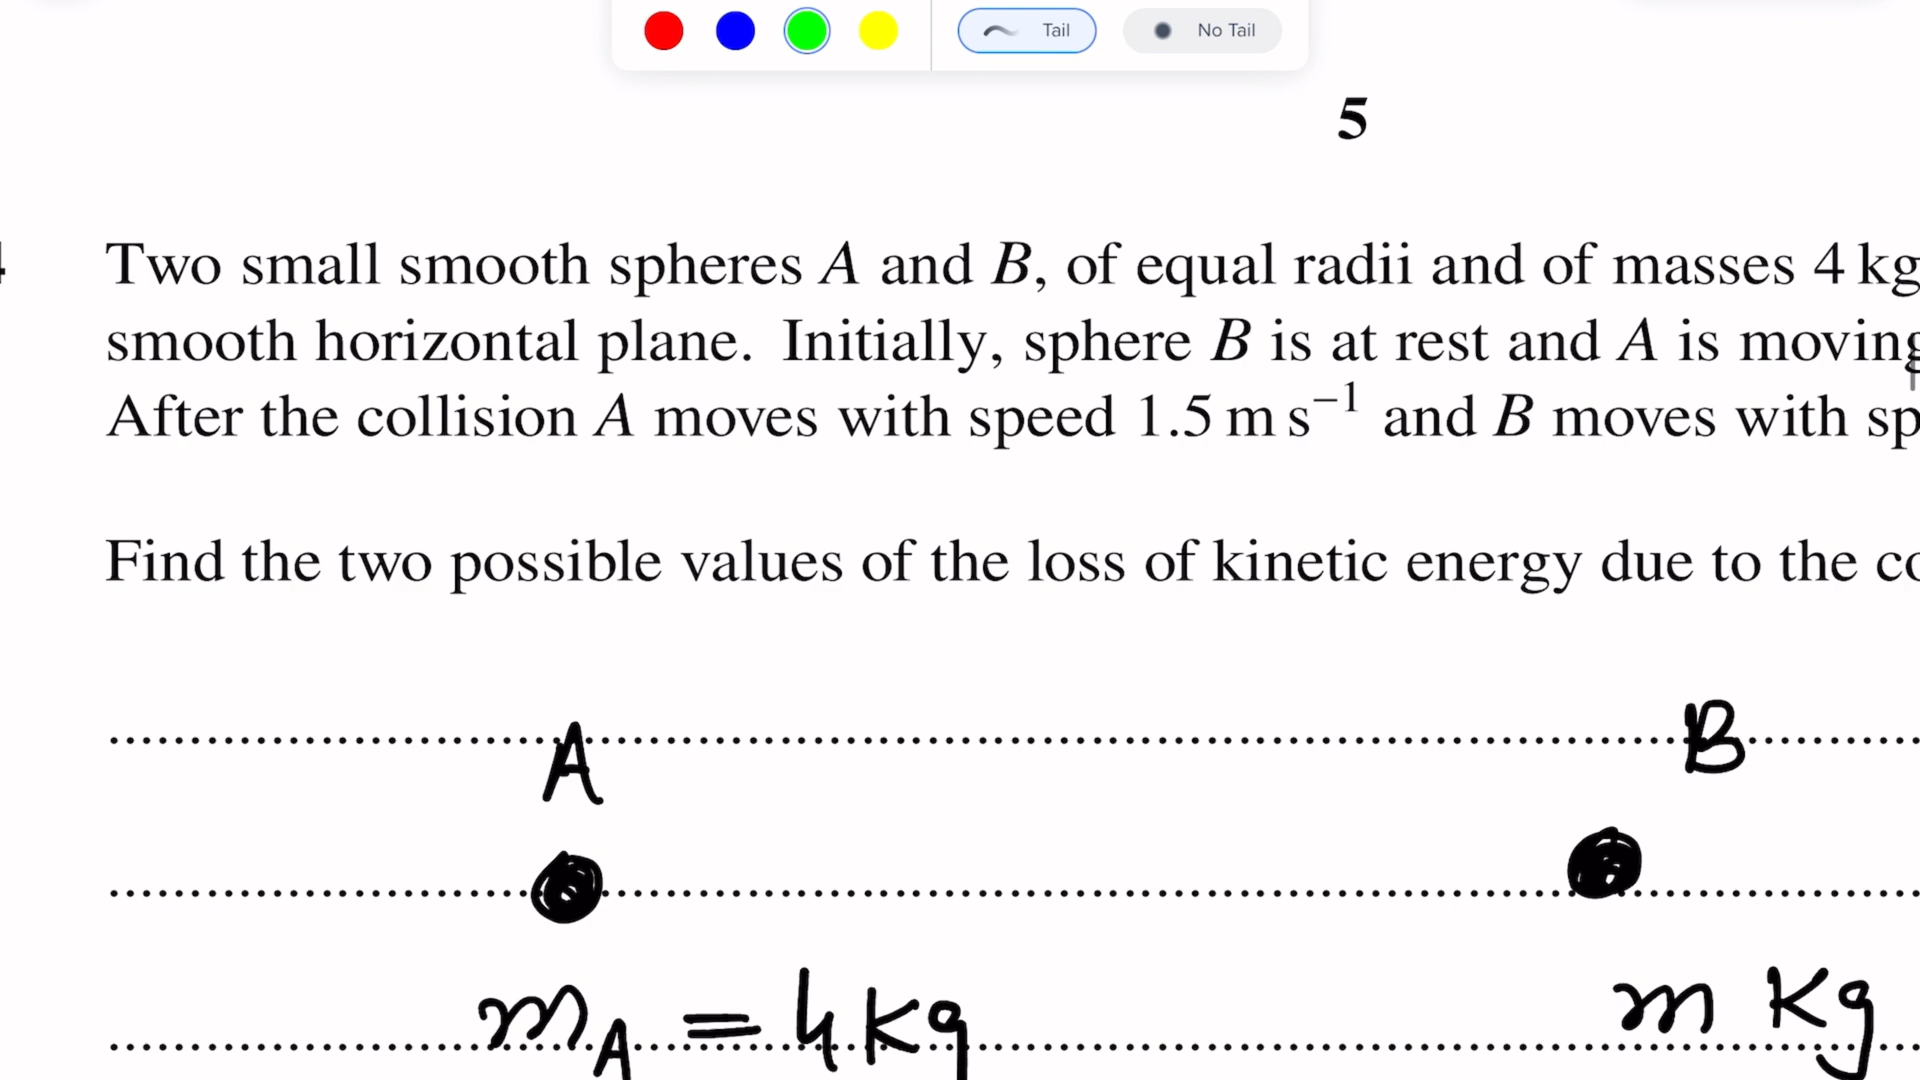 Tail No Tail
5
Two small smooth spheres A and B, of equal radii and of masses 4 kg
smooth horizontal plane. Initially, sphere B is at rest and A is moving
After the collision A moves with speed 1.5 m s⁻¹ and B moves with sp
Find the two possible values of the loss of kinetic energy due to the co
A B
m_A = 4 kg m kg